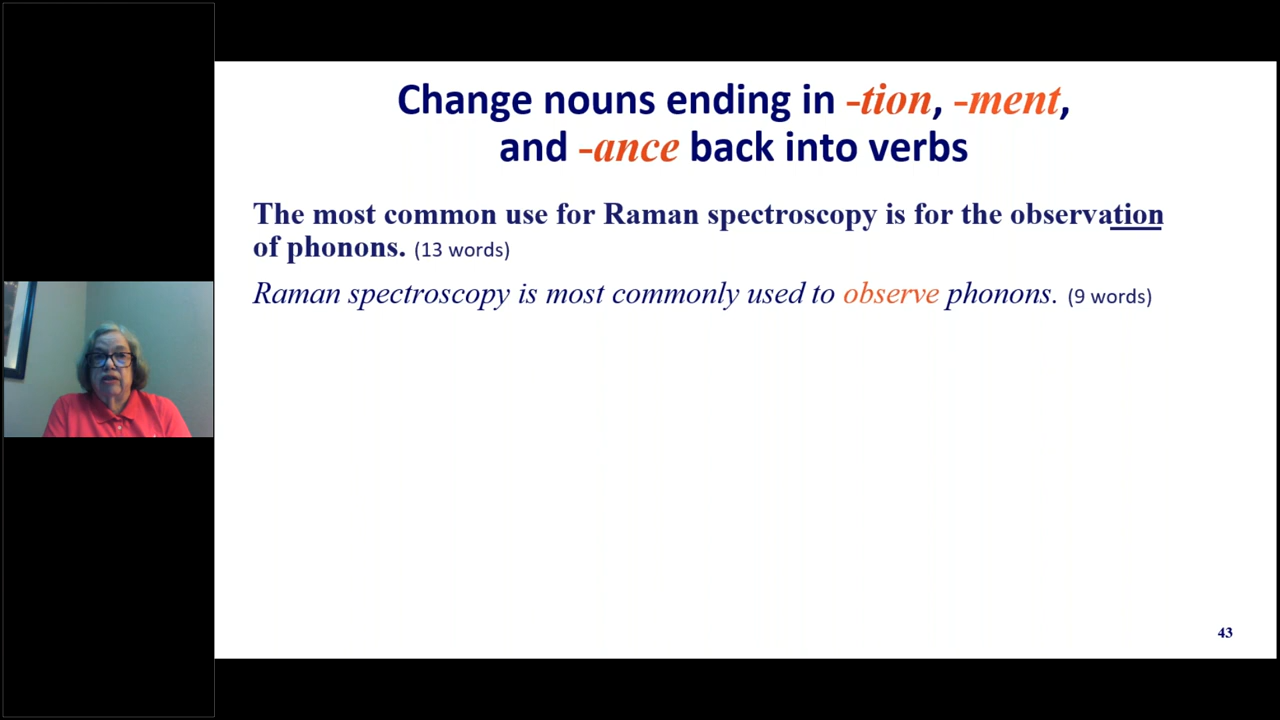 Change nouns ending in -tion, -ment,
and -ance back into verbs
The most common use for Raman spectroscopy is for the observation
of phonons. (13 words)
Raman spectroscopy is most commonly used to observe phonons. (9 words)
43